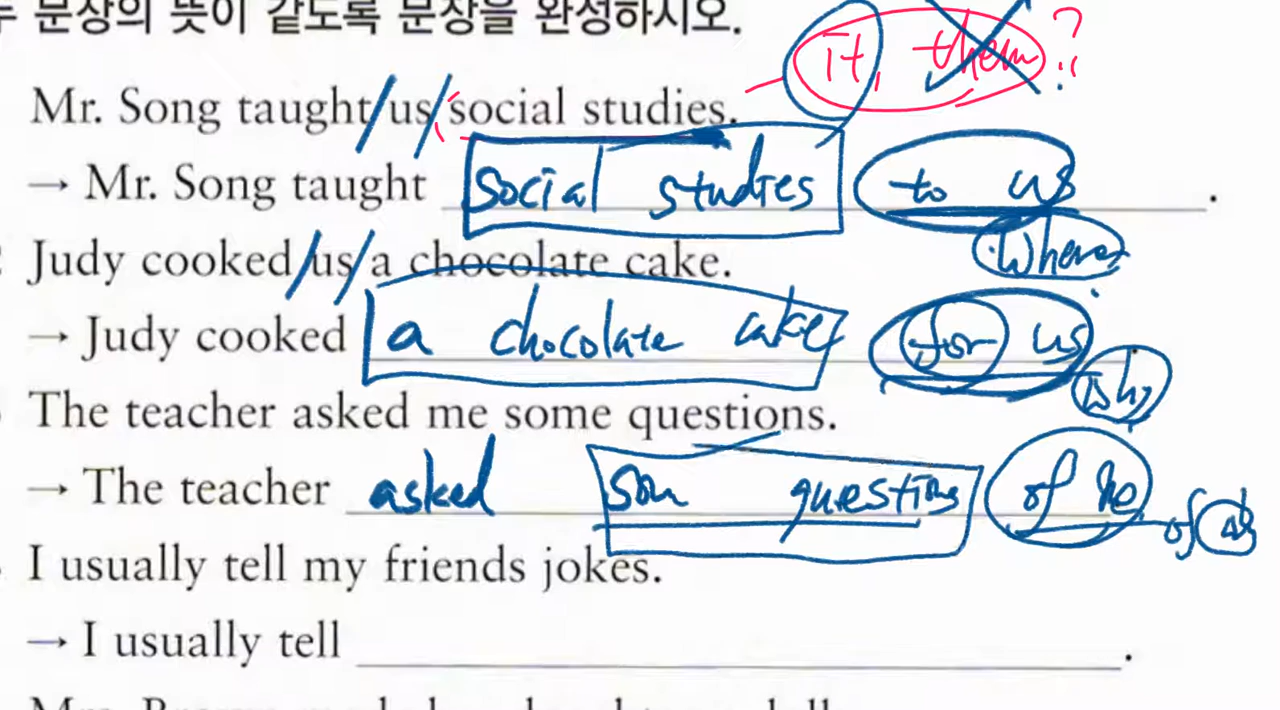 두 문장의 뜻이 같도록 문장을 완성하시오.
it, them ?
Mr. Song taught/us/social studies.
→ Mr. Song taught social studies to us.
where
Judy cooked/us/a chocolate cake.
→ Judy cooked a chocolate cake for us
The teacher asked me some questions.
→ The teacher asked questions of me
I usually tell my friends jokes.
→ I usually tell .